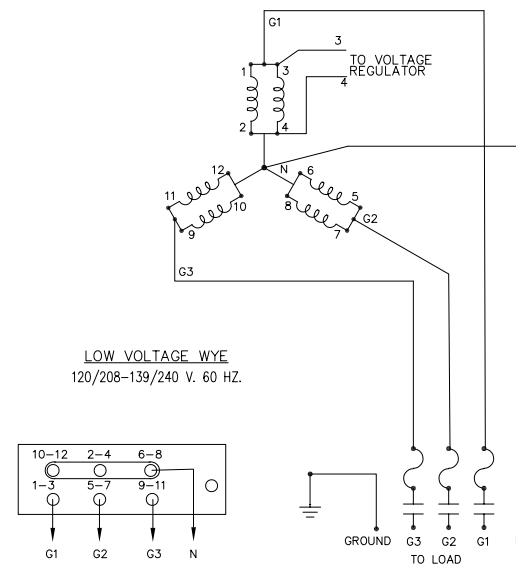 G1
3
TO VOLTAGE
REGULATOR
4
1
3
2
4
N
12
6
11
10
8
5
9
7
G2
G3
LOW VOLTAGE WYE
120/208-139/240 V. 60 HZ.
10-12 2-4 6-8
1-3 5-7 9-11
G1 G2 G3 N
GROUND G3 G2 G1
TO LOAD